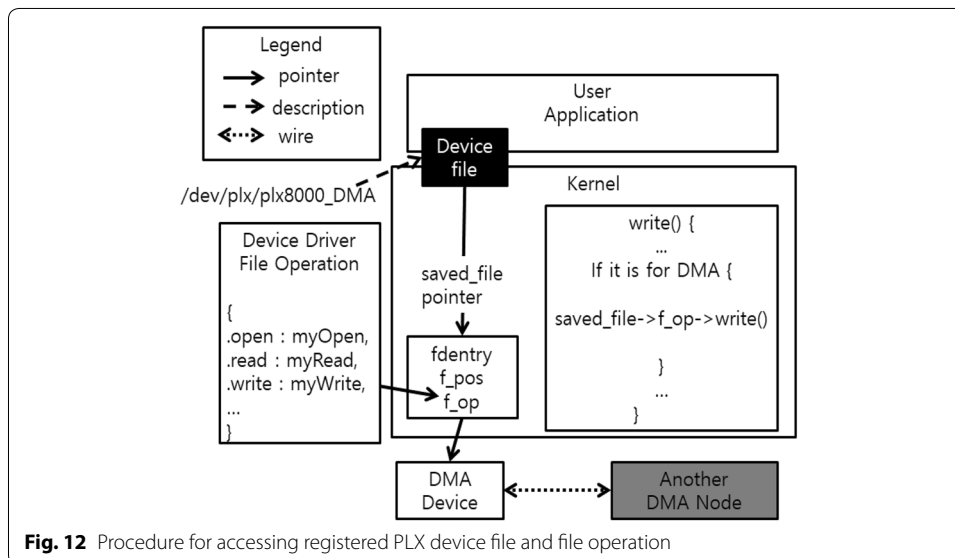 Legend
pointer
description
wire
User
Application
Device
file
/dev/plx/plx8000_DMA
Kernel
Device Driver
File Operation
{
.open : myOpen,
.read : myRead,
.write : myWrite,
...
}
saved_file
pointer
fdentry
f_pos
f_op
write() {
...
If it is for DMA {
saved_file->f_op->write()
}
...
}
DMA
Device
Another
DMA Node
Fig. 12 Procedure for accessing registered PLX device file and file operation